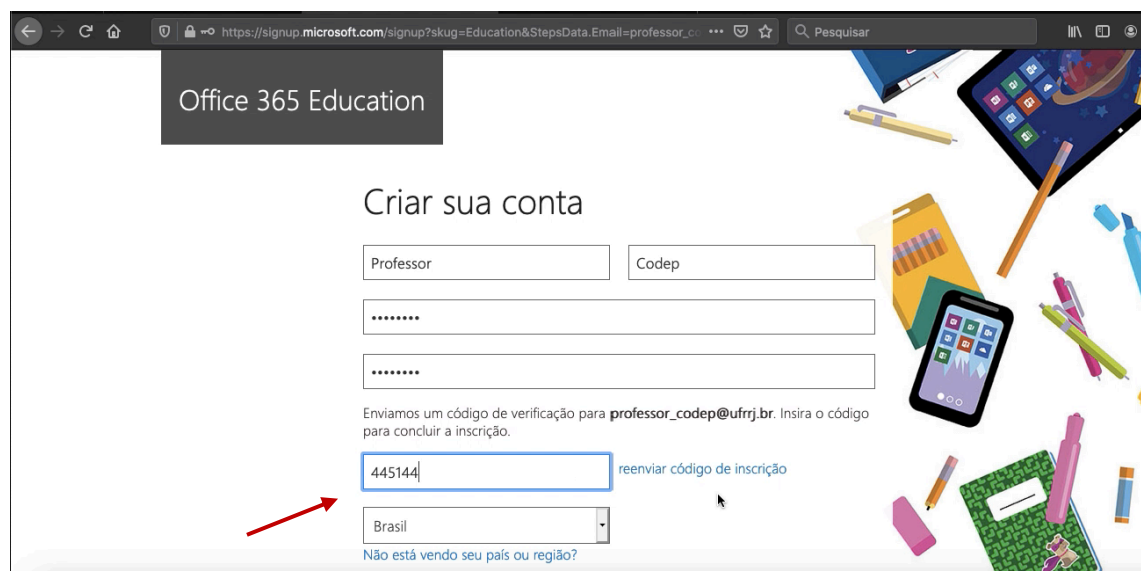 https://signup.microsoft.com/signup?skug=Education&StepsData.Email=professor_co
Pesquisar
Office 365 Education
Criar sua conta
Professor Codep
••••••••
••••••••
Enviamos um código de verificação para professor_codep@ufrrj.br. Insira o código
para concluir a inscrição.
445144 reenviar código de inscrição
Brasil
Não está vendo seu país ou região?